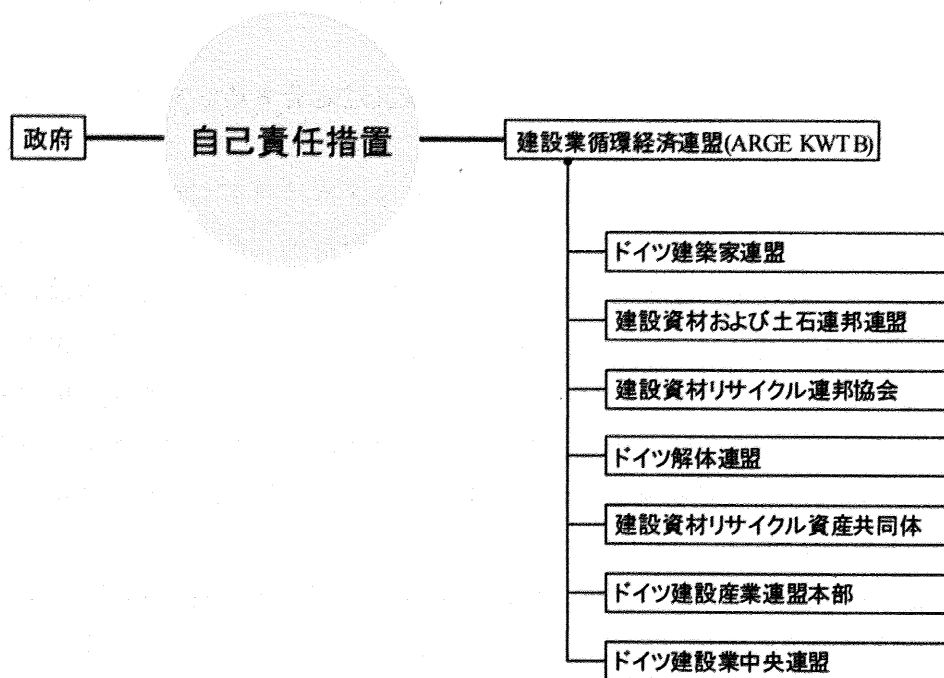 政府
自己責任措置
建設業循環経済連盟(ARGE KWTB)
ドイツ建築家連盟
建設資材および土石連邦連盟
建設資材リサイクル連邦協会
ドイツ解体連盟
建設資材リサイクル資産共同体
ドイツ建設産業連盟本部
ドイツ建設業中央連盟